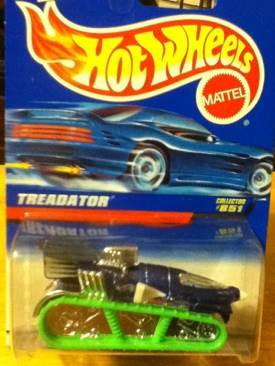 HOT WHEELS
MATTEL
TREADATOR
COLLECTOR
#851